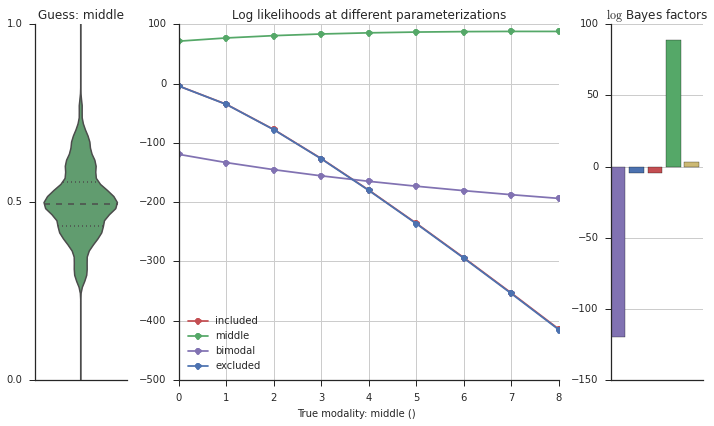 Guess: middle
1.0
0.5
0.0
Log likelihoods at different parameterizations
100
0
−100
−200
−300
−400
−500
included
middle
bimodal
excluded
0 1 2 3 4 5 6 7 8
True modality: middle ()
log Bayes factors
100
50
0
−50
−100
−150